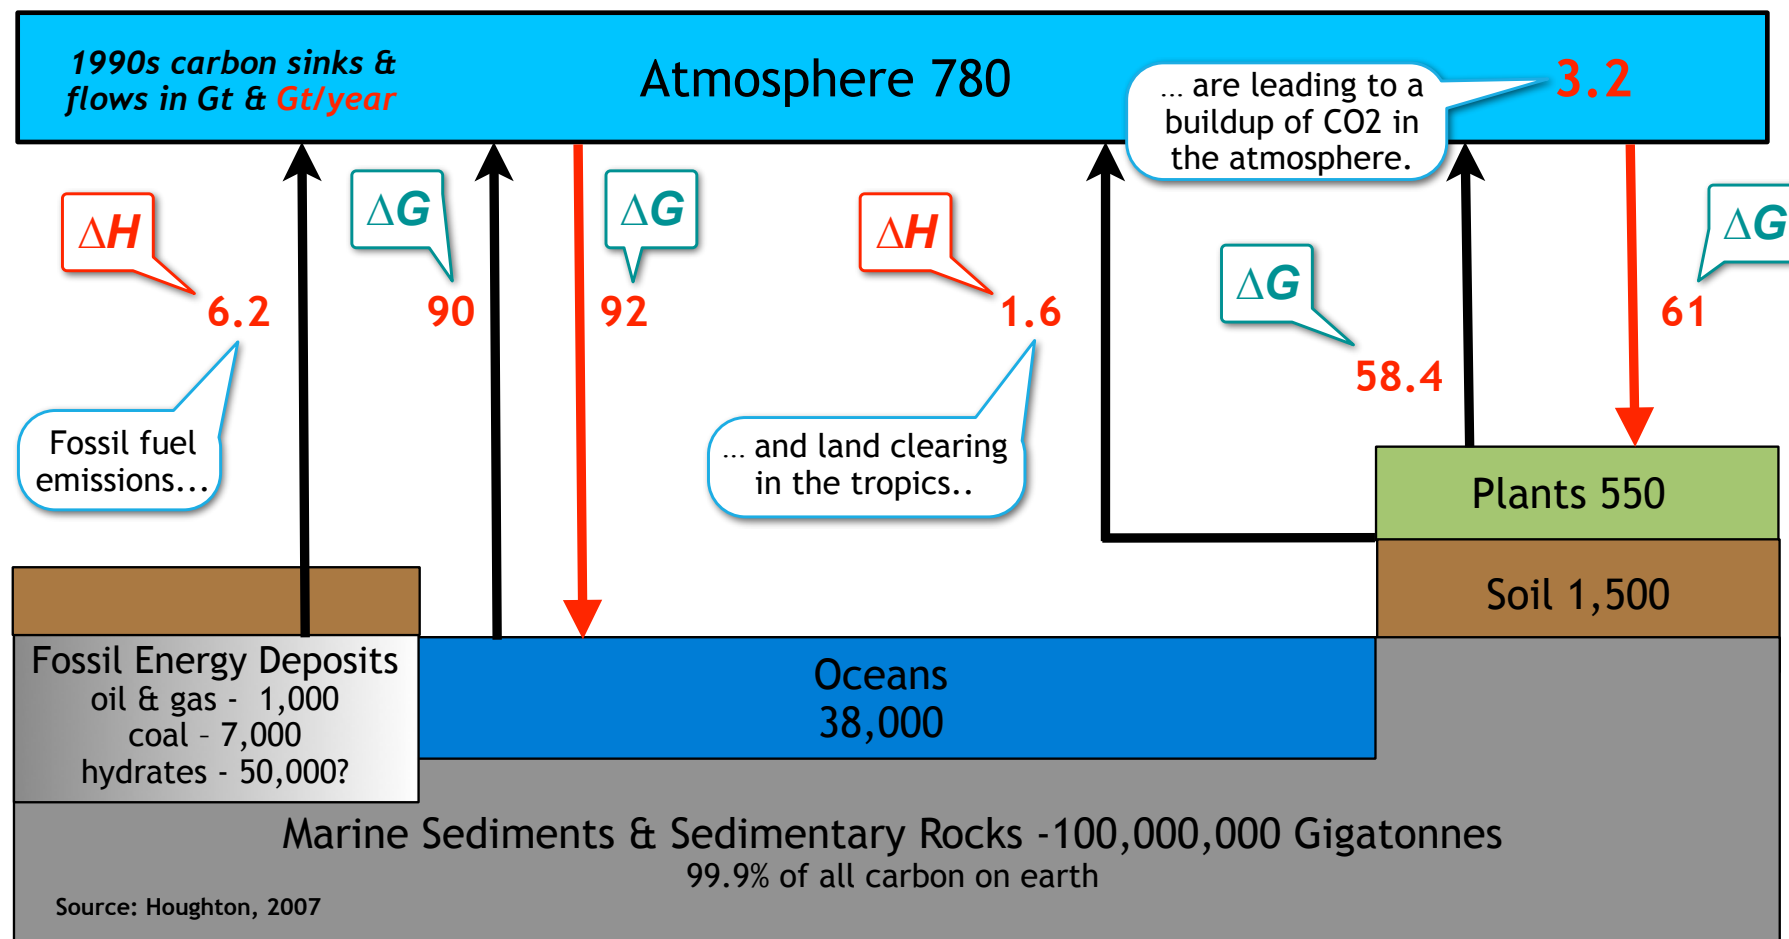 1990s carbon sinks &
flows in Gt & Gt/year
Atmosphere 780
... are leading to a
buildup of CO2 in
the atmosphere.
3.2
ΔH
6.2
ΔG
90
ΔG
92
ΔH
1.6
ΔG
58.4
ΔG
61
Fossil fuel
emissions...
... and land clearing
in the tropics..
Plants 550
Soil 1,500
Fossil Energy Deposits
oil & gas - 1,000
coal – 7,000
hydrates - 50,000?
Oceans
38,000
Marine Sediments & Sedimentary Rocks -100,000,000 Gigatonnes
99.9% of all carbon on earth
Source: Houghton, 2007